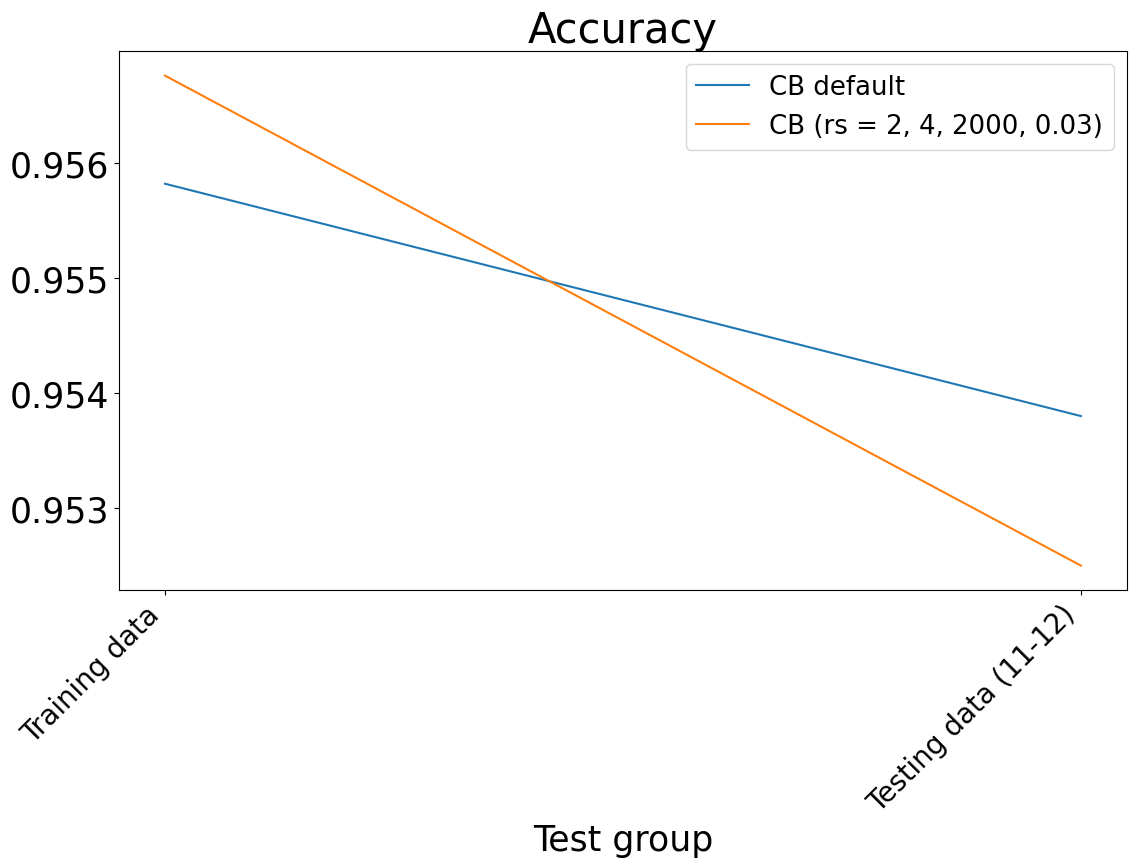 Accuracy
CB default
CB (rs = 2, 4, 2000, 0.03)
0.956
0.955
0.954
0.953
Training data
Testing data (11-12)
Test group